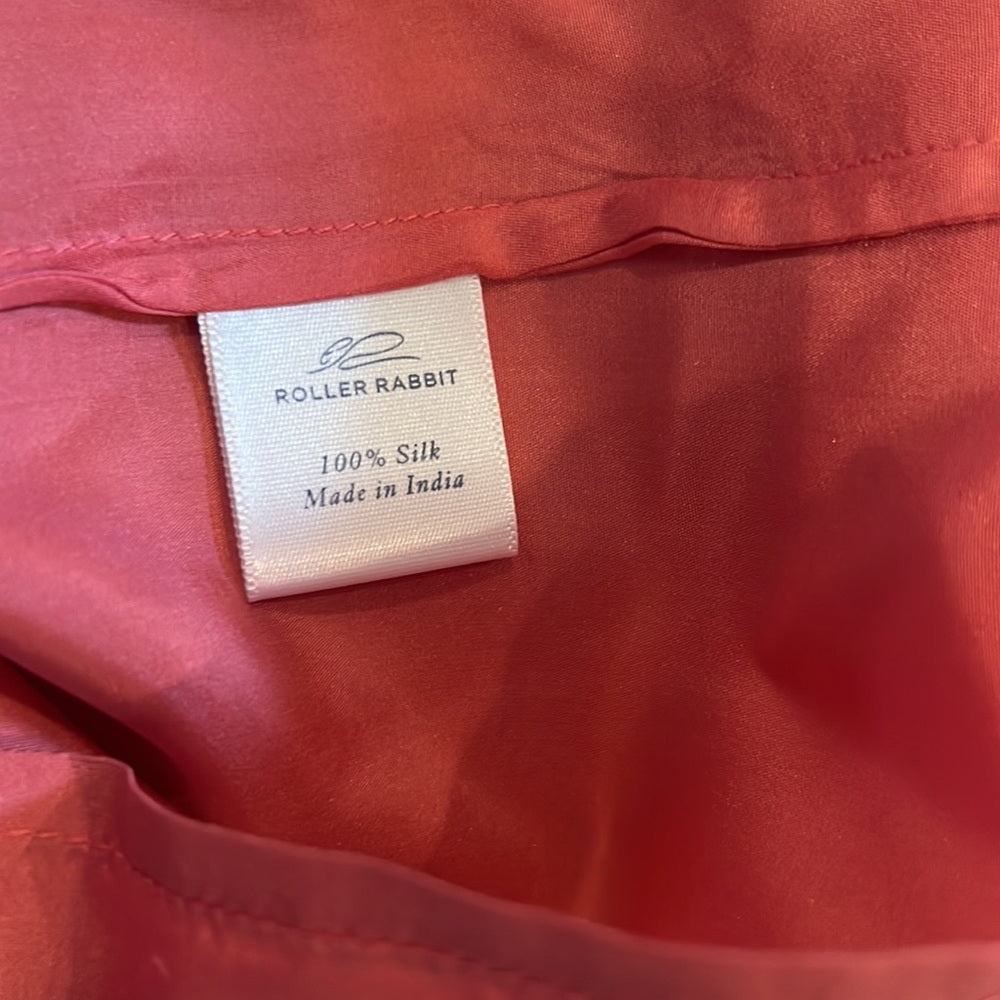 ROLLER RABBIT
100% Silk
Made in India